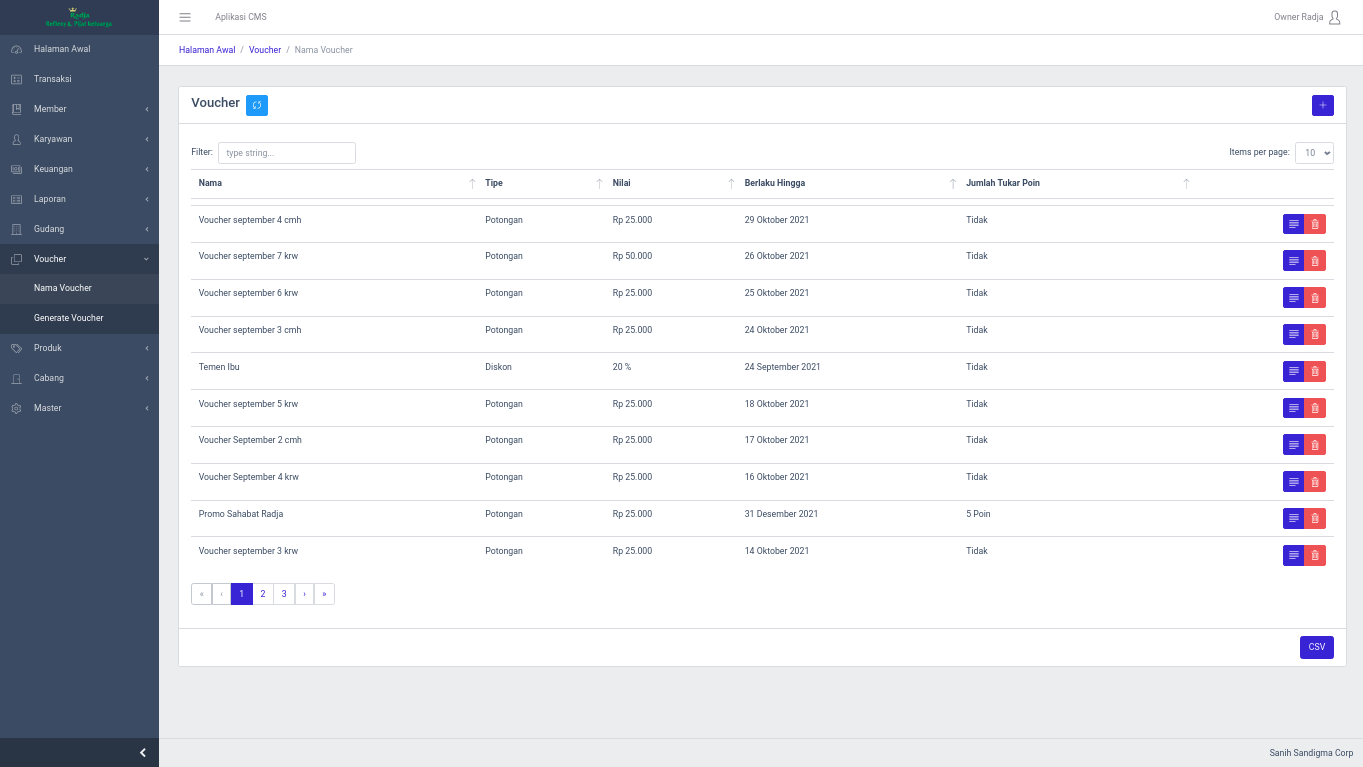 Radja
Refleksi & Pijat Keluarga
Aplikasi CMS
Owner Radja
Halaman Awal / Voucher / Nama Voucher
Halaman Awal
Transaksi
Member
Karyawan
Keuangan
Laporan
Gudang
Voucher
Nama Voucher
Generate Voucher
Produk
Cabang
Master
Voucher
+
Filter: type string...
Items per page: 10
Nama Tipe Nilai Berlaku Hingga Jumlah Tukar Poin
Voucher september 4 cmh Potongan Rp 25.000 29 Oktober 2021 Tidak
Voucher september 7 krw Potongan Rp 50.000 26 Oktober 2021 Tidak
Voucher september 6 krw Potongan Rp 25.000 25 Oktober 2021 Tidak
Voucher september 3 cmh Potongan Rp 25.000 24 Oktober 2021 Tidak
Temen Ibu Diskon 20 % 24 September 2021 Tidak
Voucher september 5 krw Potongan Rp 25.000 18 Oktober 2021 Tidak
Voucher September 2 cmh Potongan Rp 25.000 17 Oktober 2021 Tidak
Voucher September 4 krw Potongan Rp 25.000 16 Oktober 2021 Tidak
Promo Sahabat Radja Potongan Rp 25.000 31 Desember 2021 5 Poin
Voucher september 3 krw Potongan Rp 25.000 14 Oktober 2021 Tidak
« ‹ 1 2 3 › »
CSV
Sanih Sandigma Corp